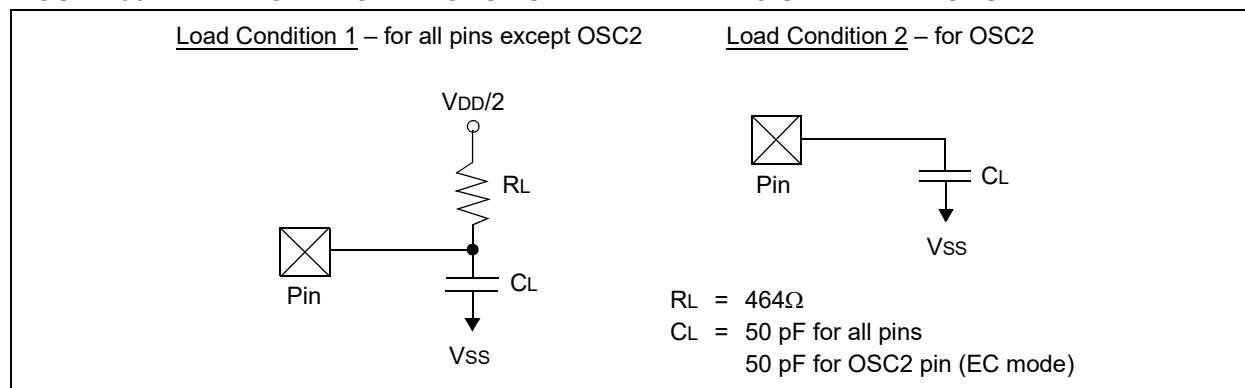 Load Condition 1 – for all pins except OSC2
VDD/2
RL
Pin
CL
VSS
Load Condition 2 – for OSC2
Pin
CL
VSS
RL = 464Ω
CL = 50 pF for all pins
50 pF for OSC2 pin (EC mode)